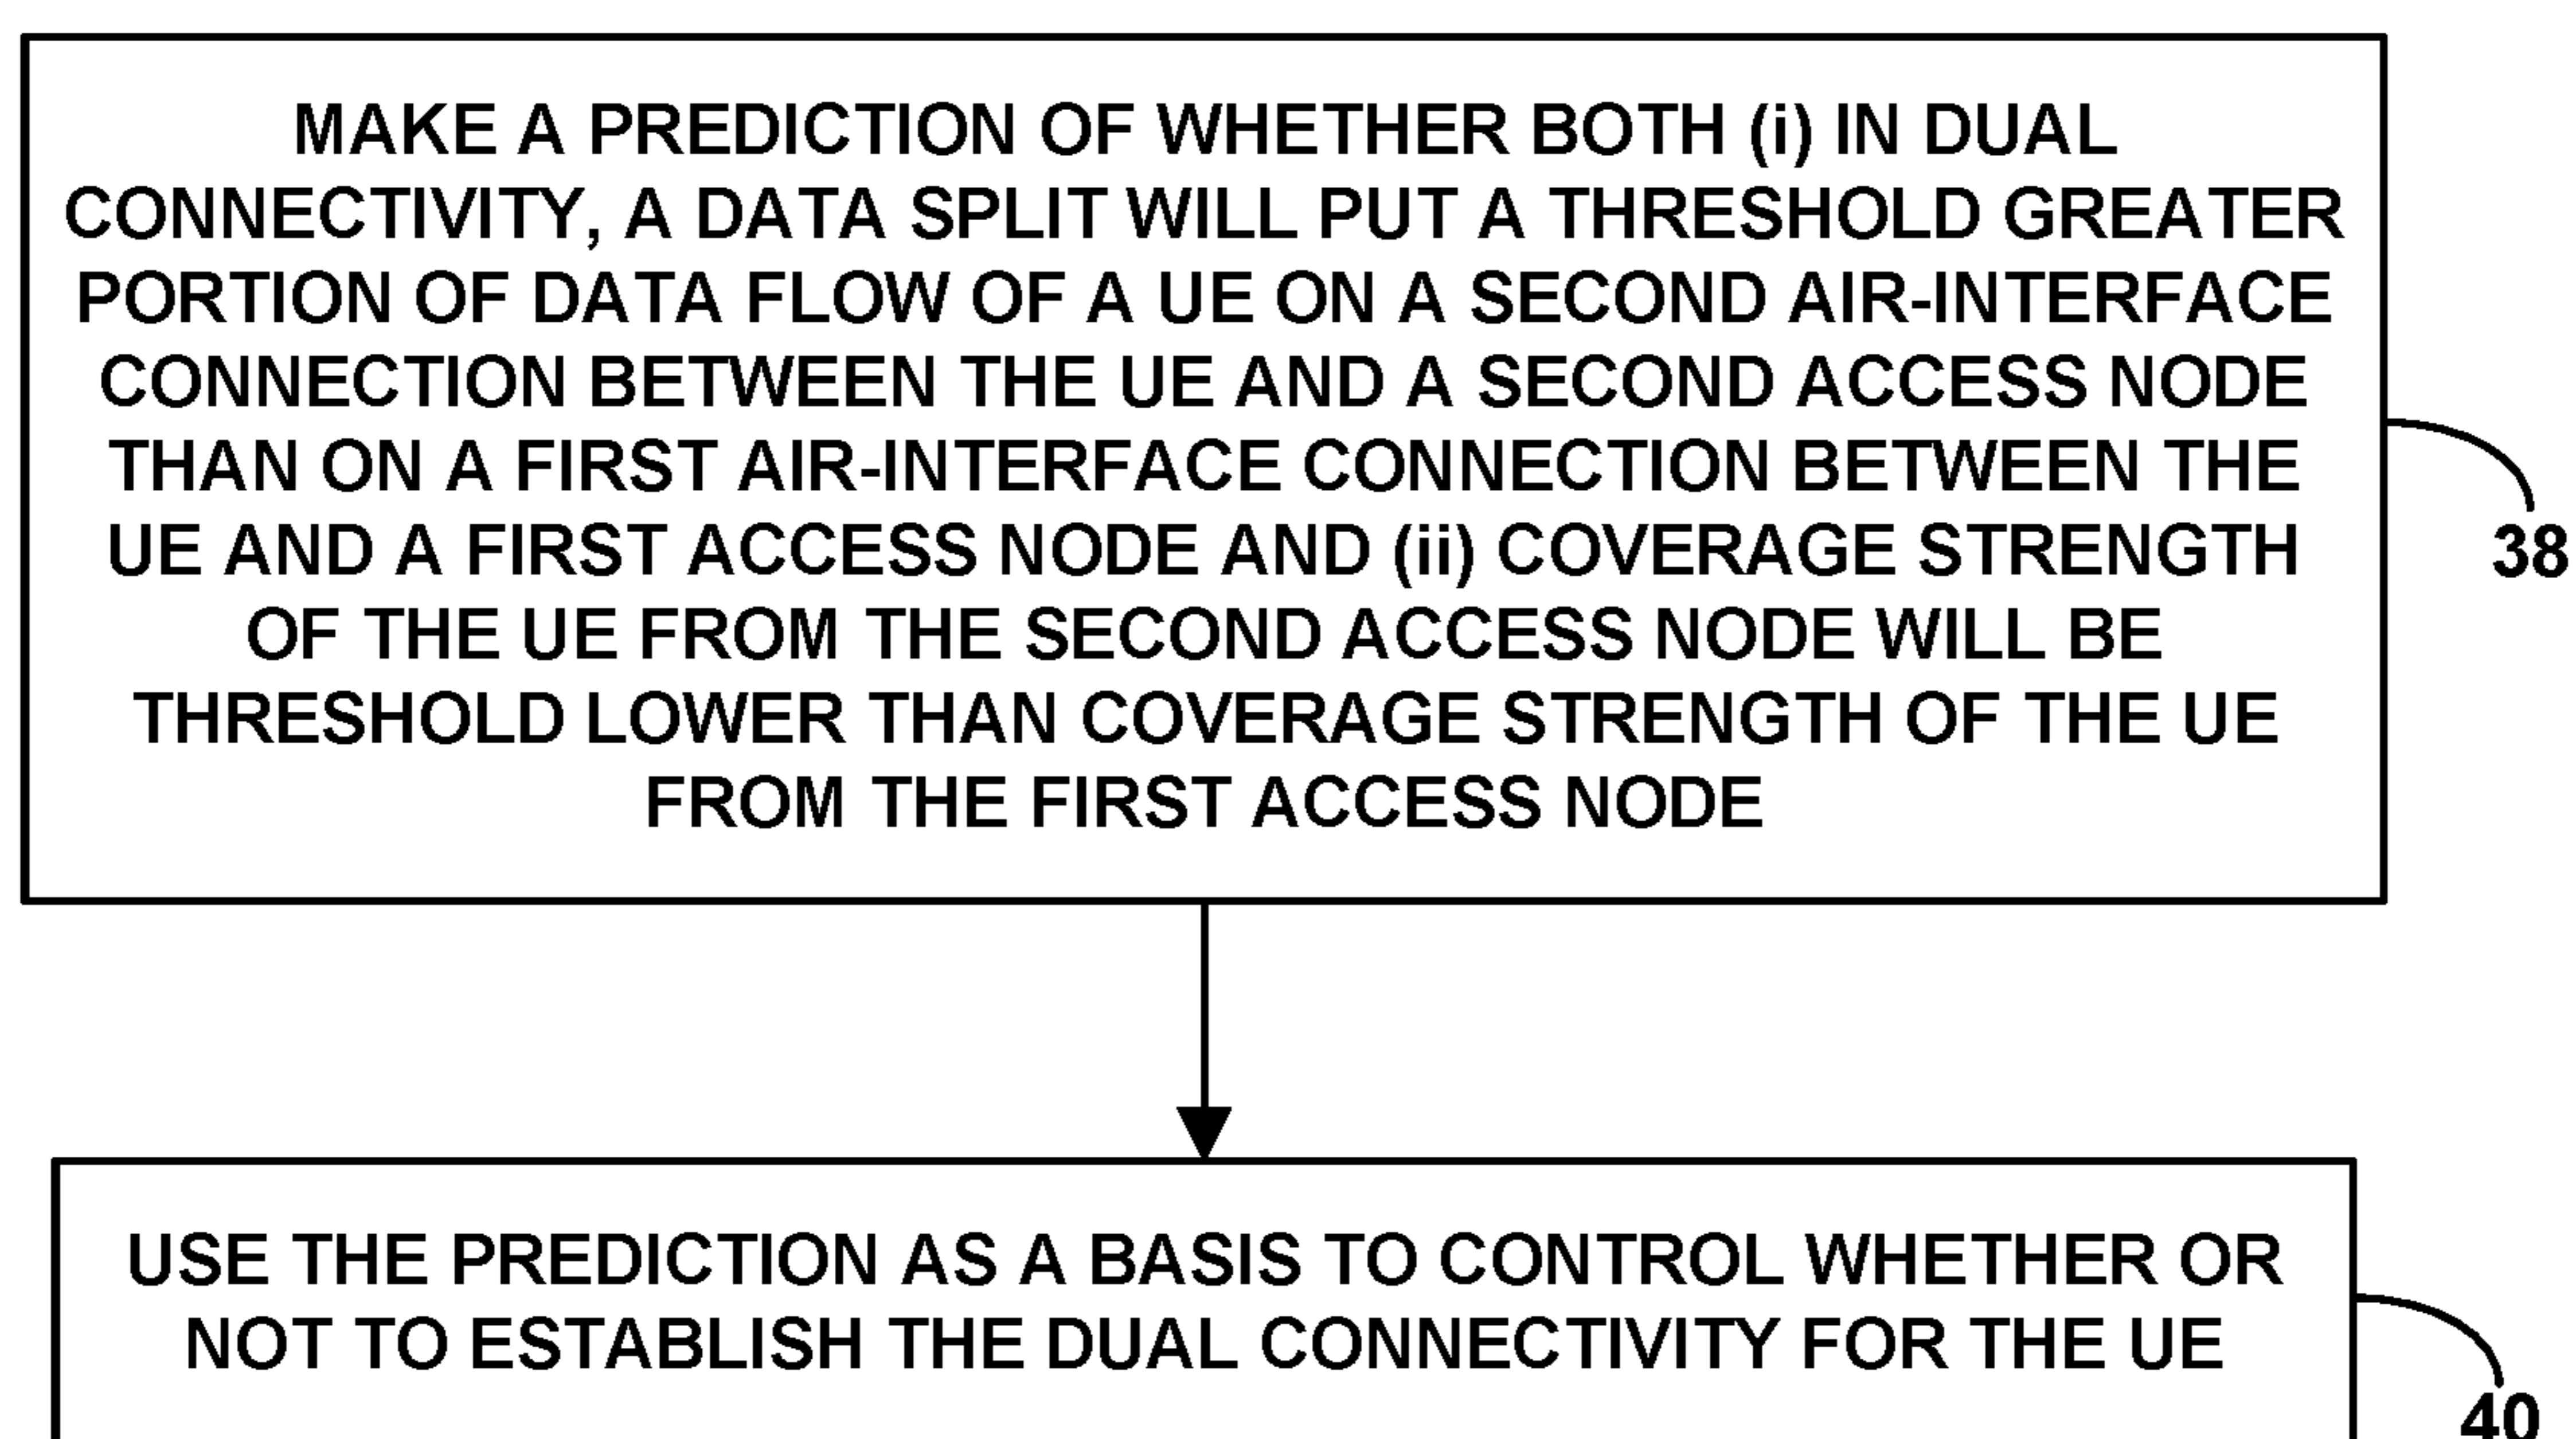 MAKE A PREDICTION OF WHETHER BOTH (i) IN DUAL
CONNECTIVITY, A DATA SPLIT WILL PUT A THRESHOLD GREATER
PORTION OF DATA FLOW OF A UE ON A SECOND AIR-INTERFACE
CONNECTION BETWEEN THE UE AND A SECOND ACCESS NODE
THAN ON A FIRST AIR-INTERFACE CONNECTION BETWEEN THE
UE AND A FIRST ACCESS NODE AND (ii) COVERAGE STRENGTH
OF THE UE FROM THE SECOND ACCESS NODE WILL BE
THRESHOLD LOWER THAN COVERAGE STRENGTH OF THE UE
FROM THE FIRST ACCESS NODE
38
USE THE PREDICTION AS A BASIS TO CONTROL WHETHER OR
NOT TO ESTABLISH THE DUAL CONNECTIVITY FOR THE UE
40